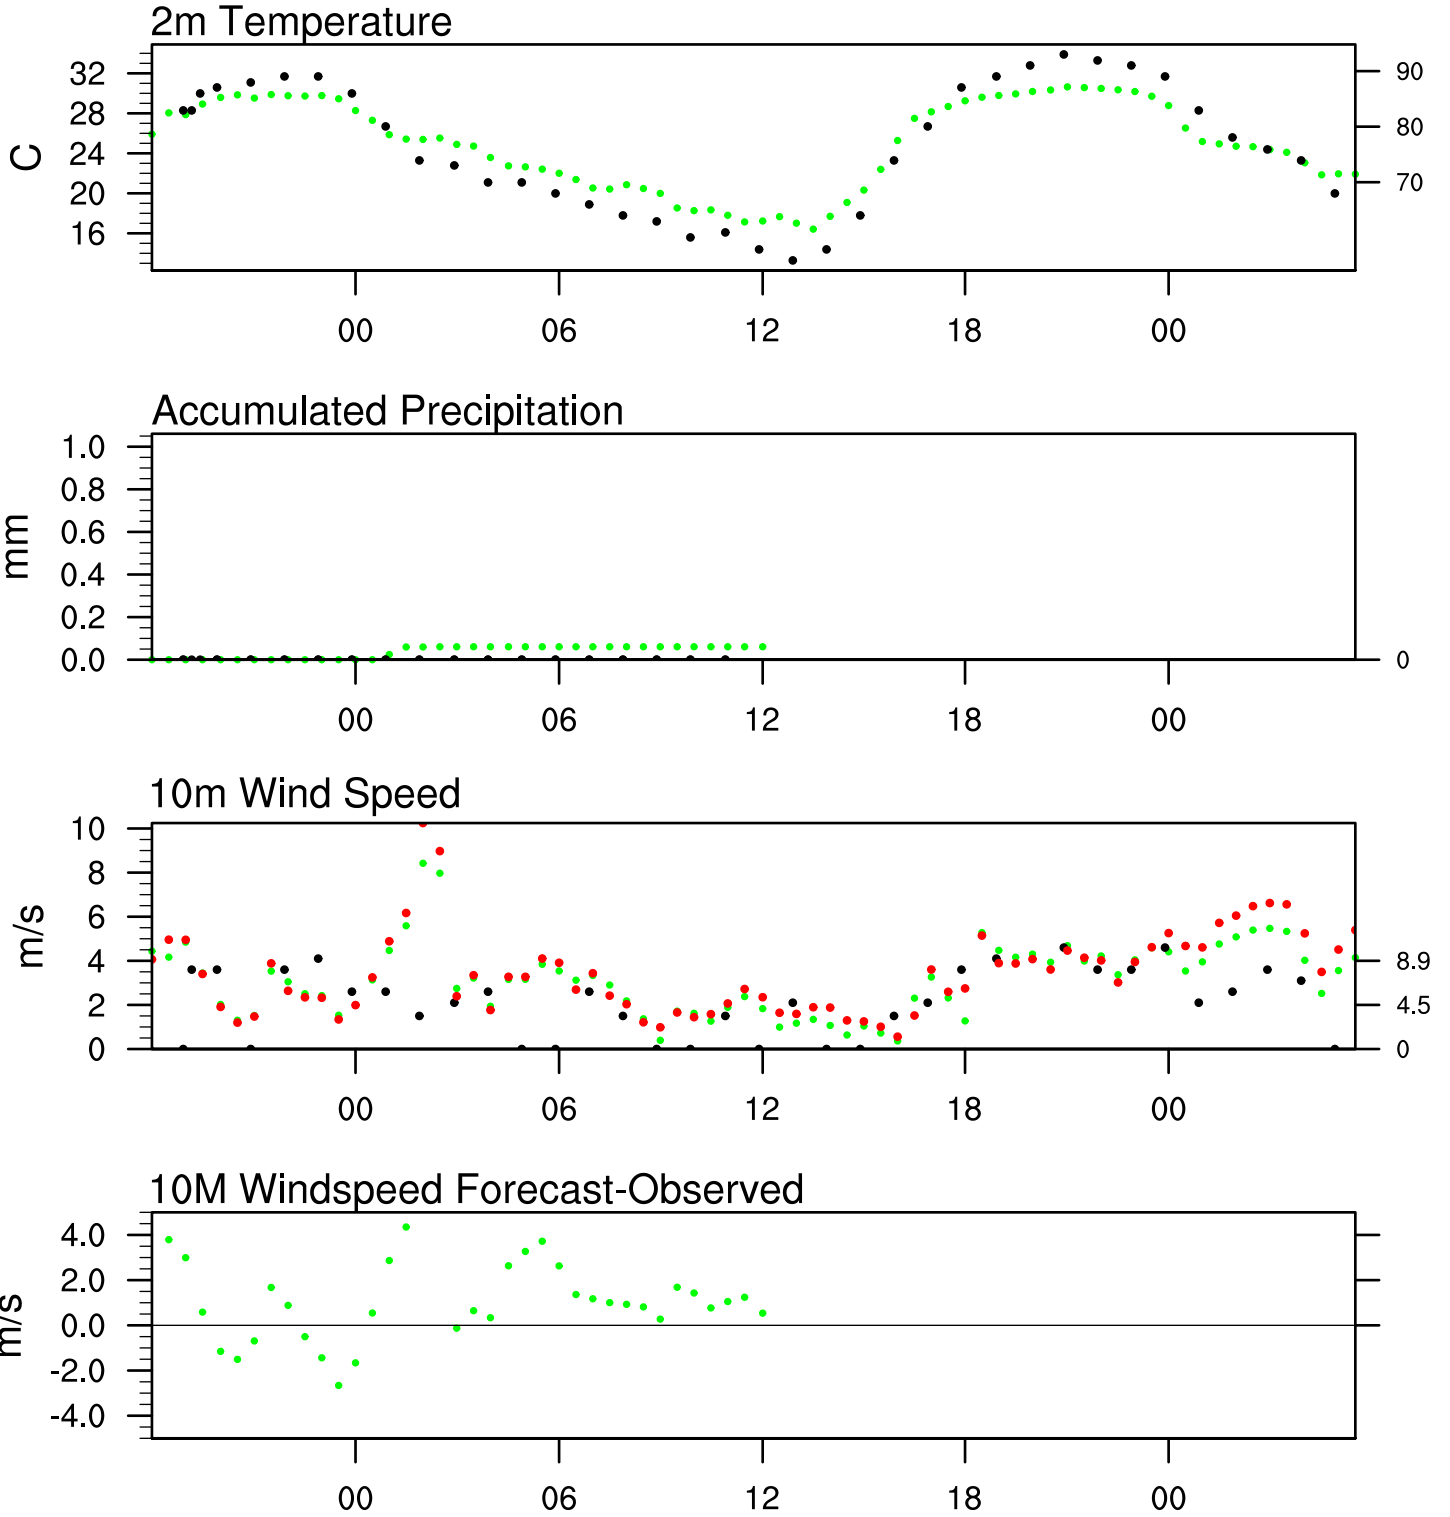 2m Temperature
32 90
28
C 24 80
20 70
16
00 06 12 18 00
Accumulated Precipitation
1.0
0.8
mm 0.6
0.4
0.2
0.0 0
00 06 12 18 00
10m Wind Speed
10
8
m/s 6
4 8.9
2 4.5
0 0
00 06 12 18 00
10M Windspeed Forecast-Observed
4.0
2.0
m/s 0.0
-2.0
-4.0
00 06 12 18 00